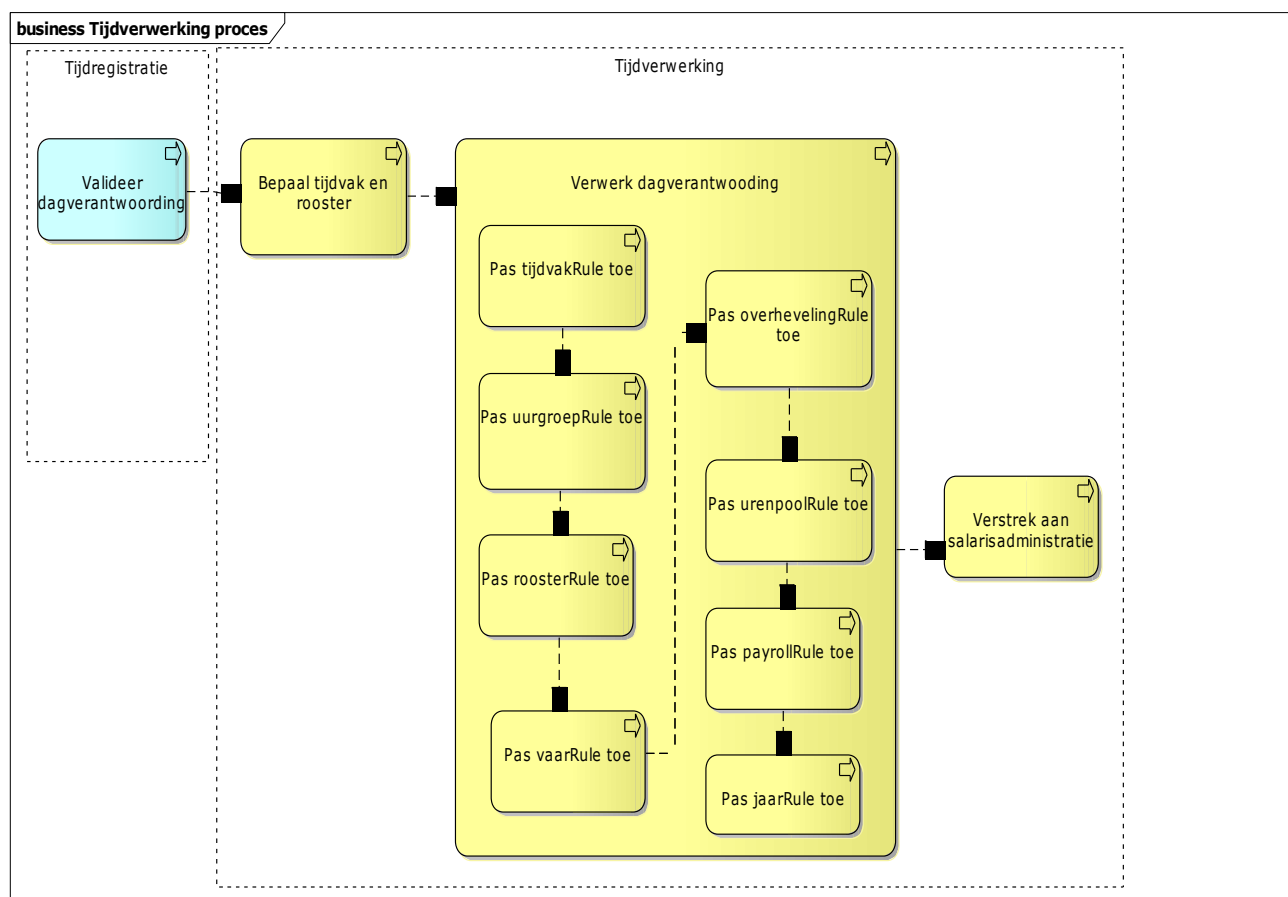 business Tijdverwerking proces
Tijdregistratie
Tijdverwerking
Valideer
dagverantwoording
Bepaal tijdvak en
rooster
Verwerk dagverantwooding
Pas tijdvakRule toe
Pas uurgroepRule toe
Pas roosterRule toe
Pas vaarRule toe
Pas overhevelingRule
toe
Pas urenpoolRule toe
Pas payrollRule toe
Pas jaarRule toe
Verstrek aan
salarisadministratie